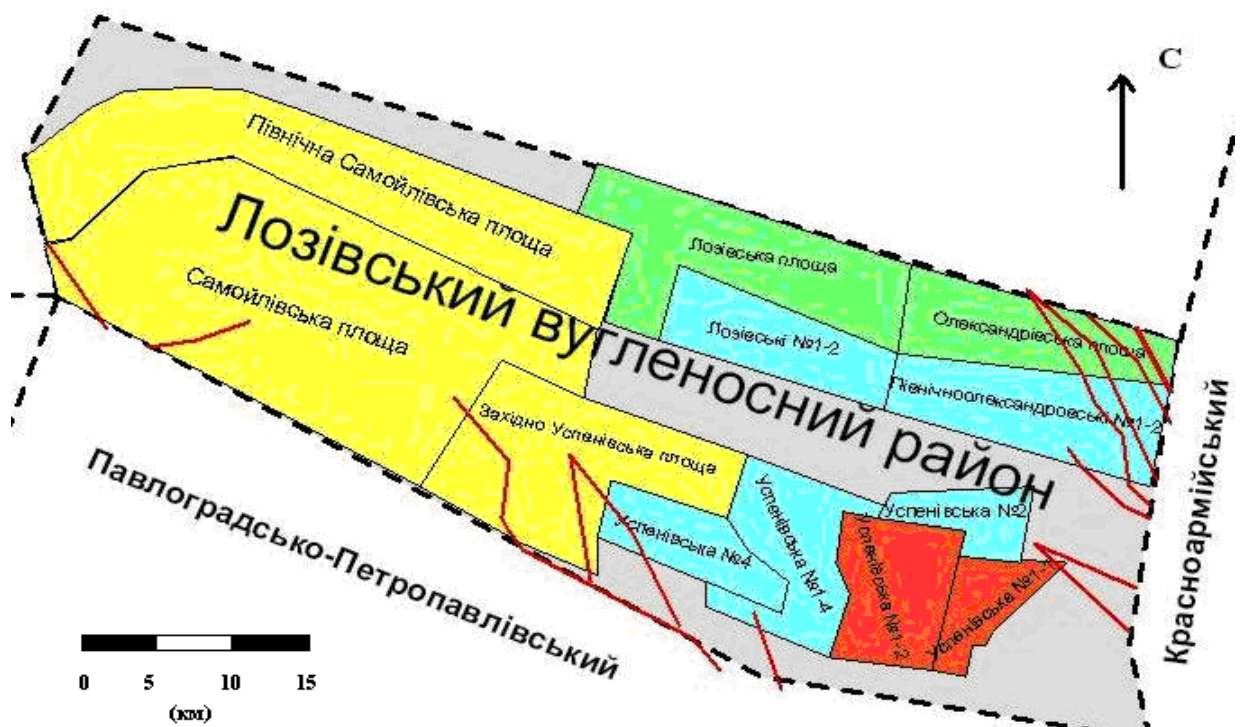 С
Північна Самойлівська площа
Лозівська площа
Самойлівська площа
Лозівський вугленосний район
Олександрівська площа
Лозівські №1-2
Північноолександровські №1-2
Західно Успенівська площа
Успенівська №2
Успенівська №4
Успенівська №1-4
Успенівська №1-2
Успенівська №1-
Павлоградсько-Петропавлівський
Красноармійський
0 5 10 15
(км)